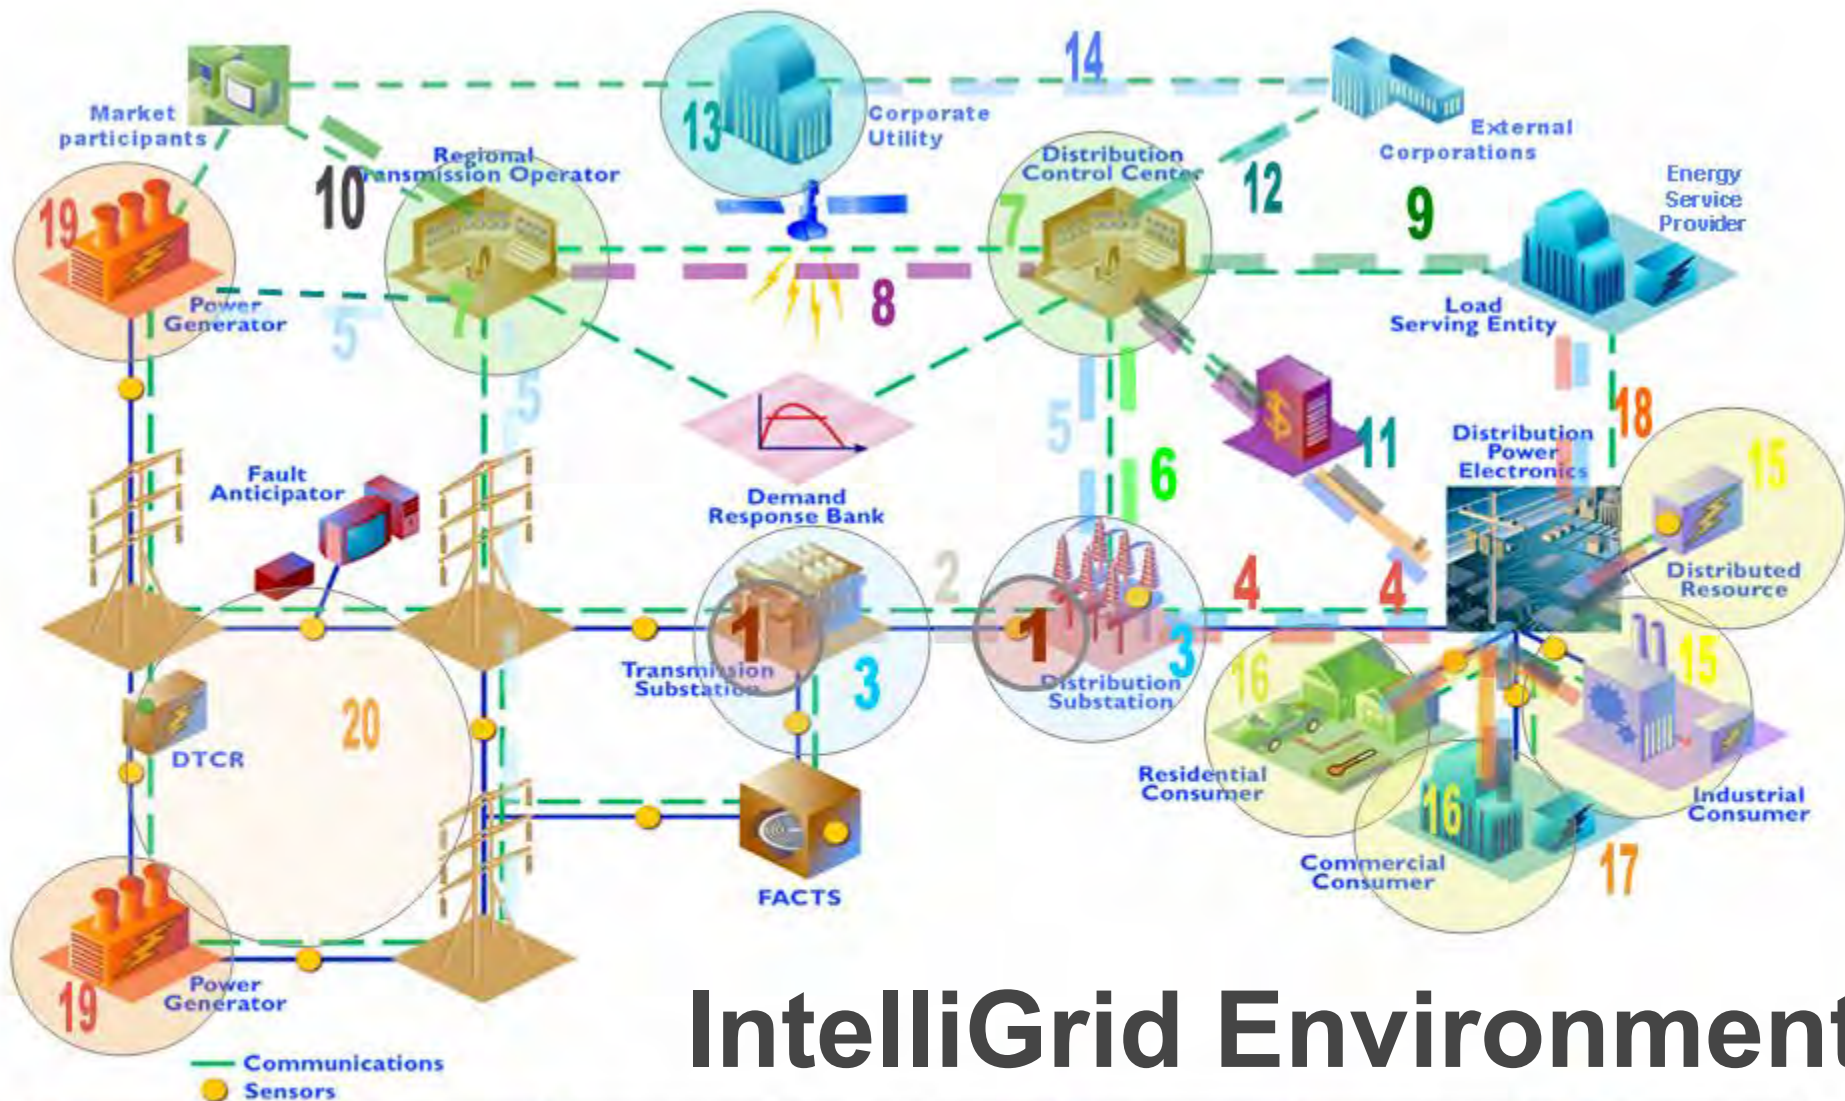 14
Market
participants
13
Corporate
Utility
External
Corporations
Regional
Transmission Operator
Distribution
Control Center
10
12
Energy
Service
Provider
19
7
9
Power
Generator
5
7
8
Load
Serving Entity
5
5
6
11
18
Distribution
Power
Electronics
15
Fault
Anticipator
Demand
Response Bank
2
4
4
Distributed
Resource
1
1
3
3
Transmission
Substation
Distribution
Substation
16
15
20
DTCR
Residential
Consumer
16
Industrial
Consumer
Commercial
Consumer
17
FACTS
19
Power
Generator
IntelliGrid Environment
Communications
Sensors